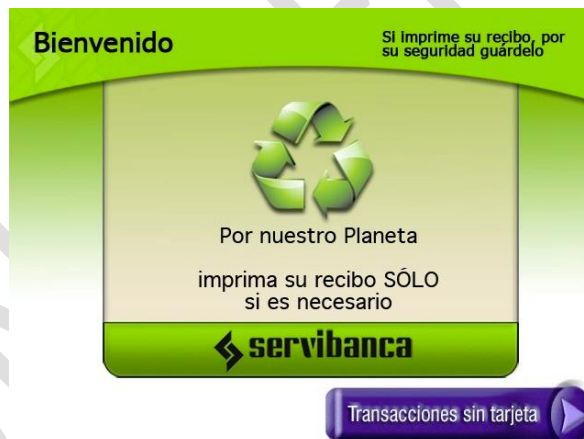 Bienvenido
Si imprime su recibo, por
su seguridad guárdelo
Por nuestro Planeta
imprima su recibo SÓLO
si es necesario
servibanca
Transacciones sin tarjeta